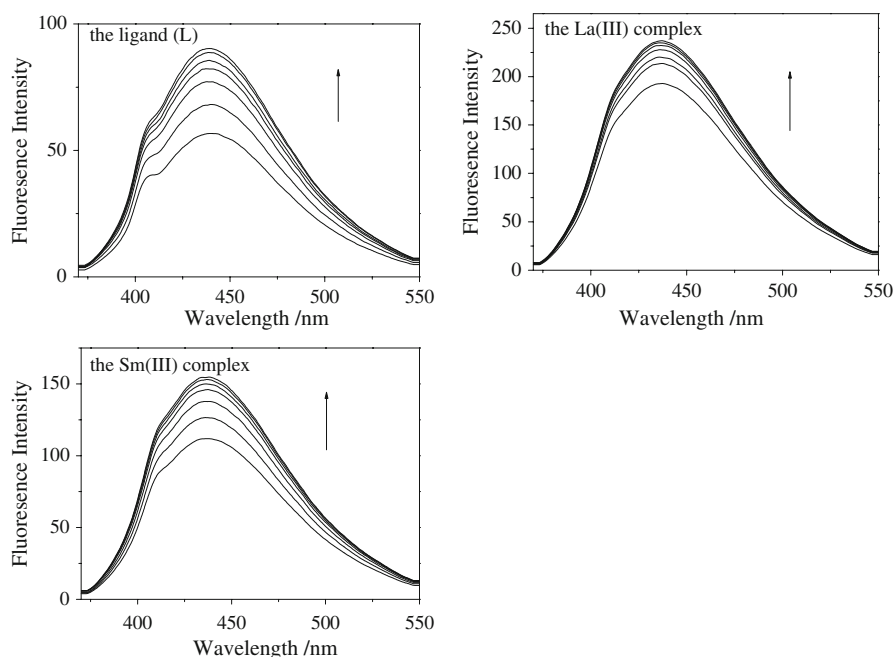 the ligand (L)
100
50
0
Fluoresence Intensity
400
450
500
550
Wavelength /nm
the La(III) complex
250
200
150
100
50
0
Fluoresence Intensity
400
450
500
550
Wavelength /nm
the Sm(III) complex
150
100
50
0
Fluoresence Intensity
400
450
500
550
Wavelength /nm